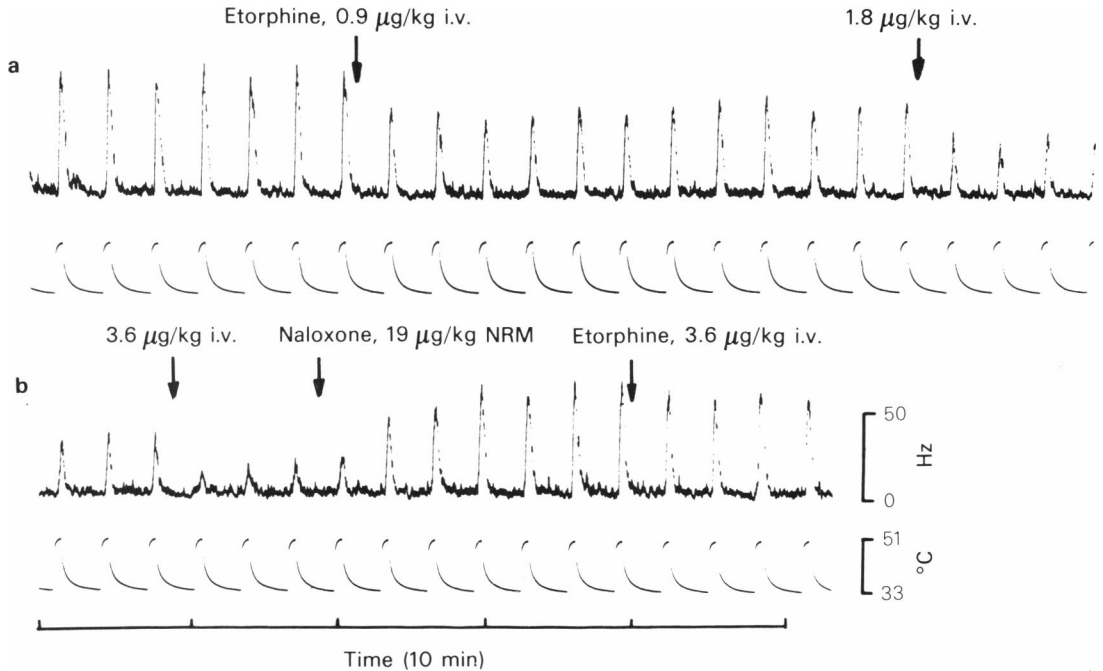 Etorphine, 0.9 μg/kg i.v.
1.8 μg/kg i.v.
a
3.6 μg/kg i.v.
Naloxone, 19 μg/kg NRM
Etorphine, 3.6 μg/kg i.v.
b
50
Hz
0
51
°C
33
Time (10 min)